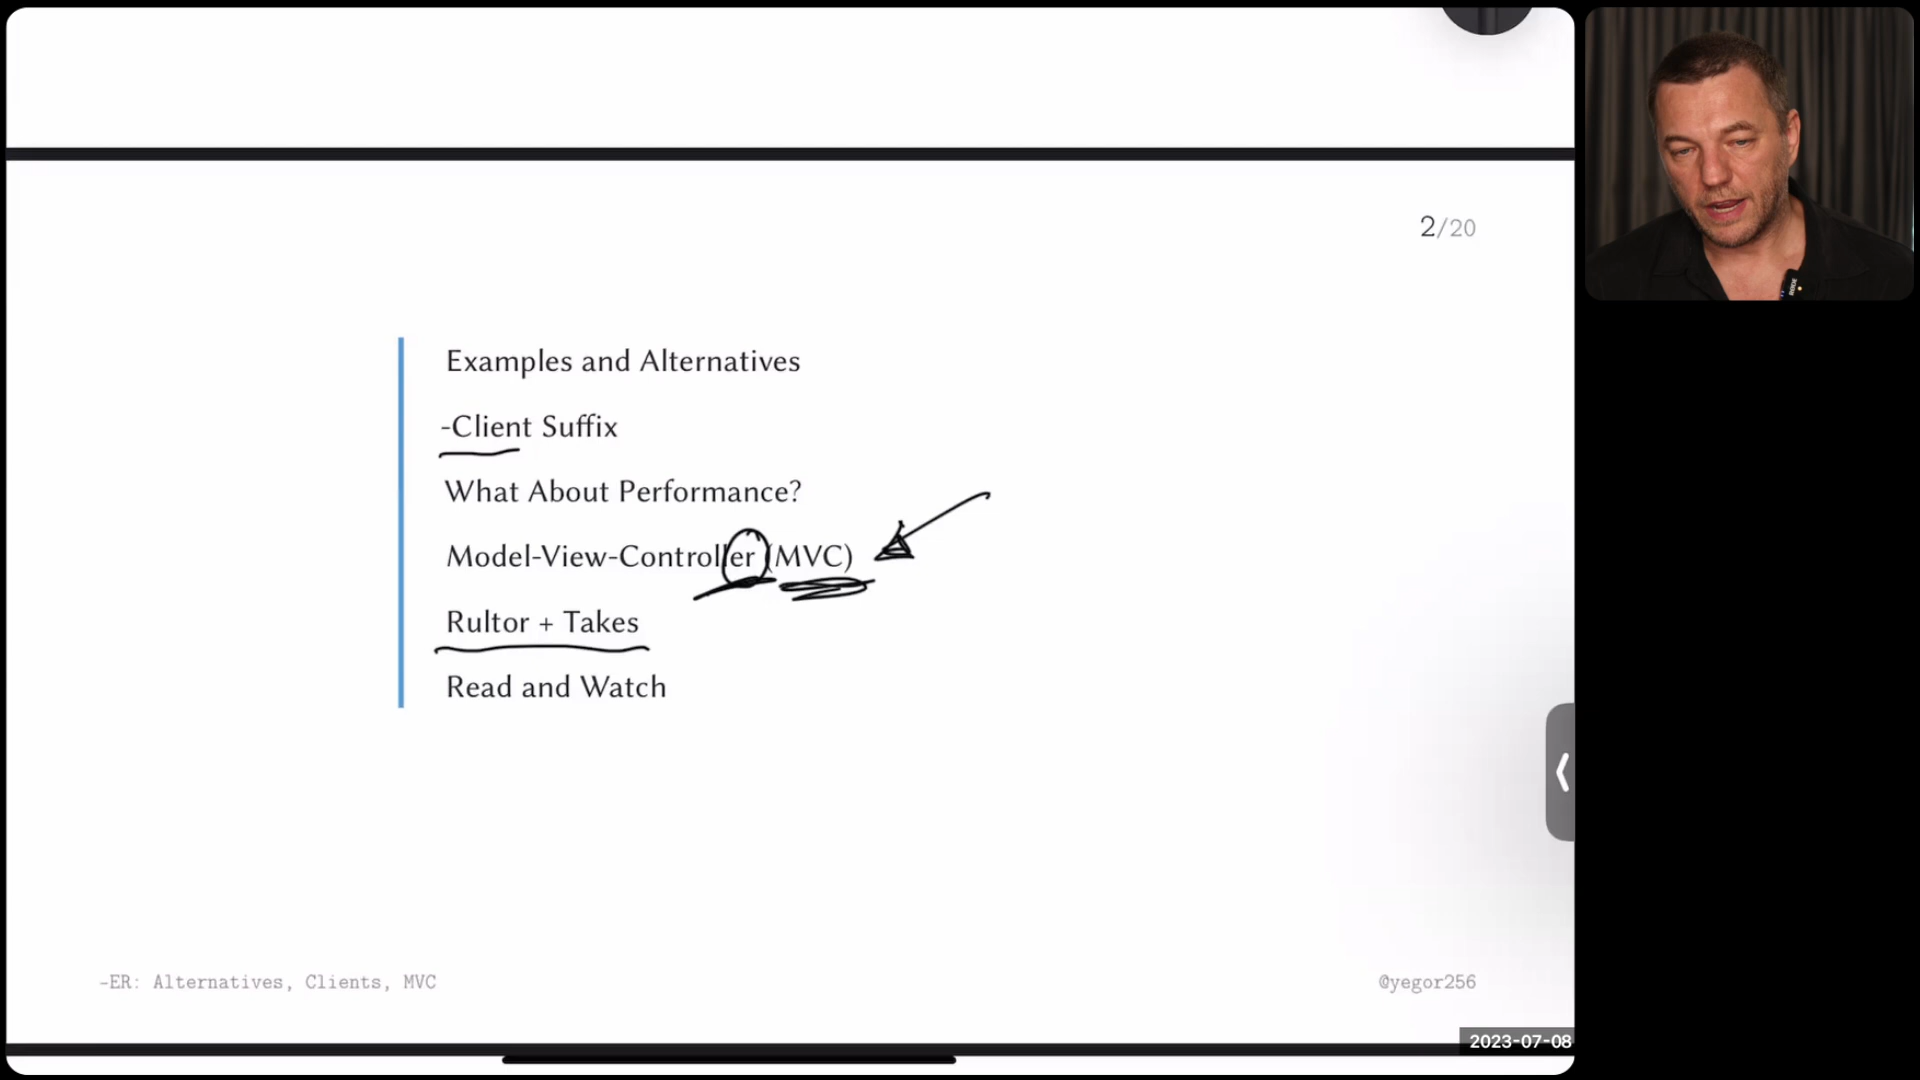 2/20
Examples and Alternatives
-Client Suffix
What About Performance?
Model-View-Controller (MVC)
Rultor + Takes
Read and Watch
-ER: Alternatives, Clients, MVC
@yegor256
2023-07-08